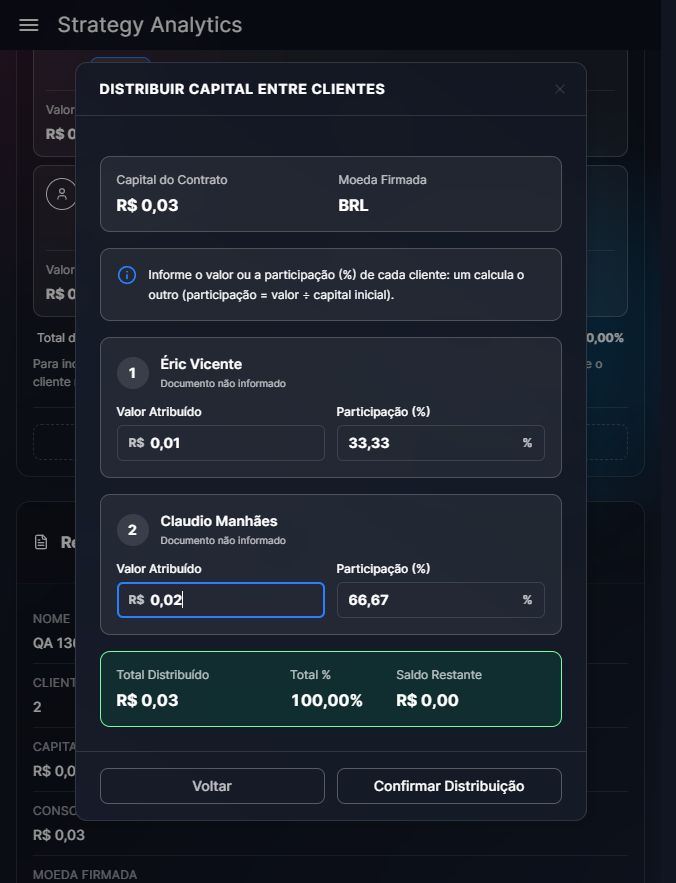 Strategy Analytics
DISTRIBUIR CAPITAL ENTRE CLIENTES
Capital do Contrato
Moeda Firmada
R$ 0,03
BRL
Informe o valor ou a participação (%) de cada cliente: um calcula o
outro (participação = valor ÷ capital inicial).
1
Éric Vicente
Documento não informado
Valor Atribuído
Participação (%)
R$ 0,01
33,33 %
2
Claudio Manhães
Documento não informado
Valor Atribuído
Participação (%)
R$ 0,02
66,67 %
Total Distribuído
Total %
Saldo Restante
R$ 0,03
100,00%
R$ 0,00
Voltar
Confirmar Distribuição
Valor
R$ 0
Valor
R$ 0
Total d
0,00%
Para
e o
cliente
NOME
QA 130
CLIENT
2
CAPITA
R$ 0,0
CONSO
R$ 0,03
MOEDA FIRMADA